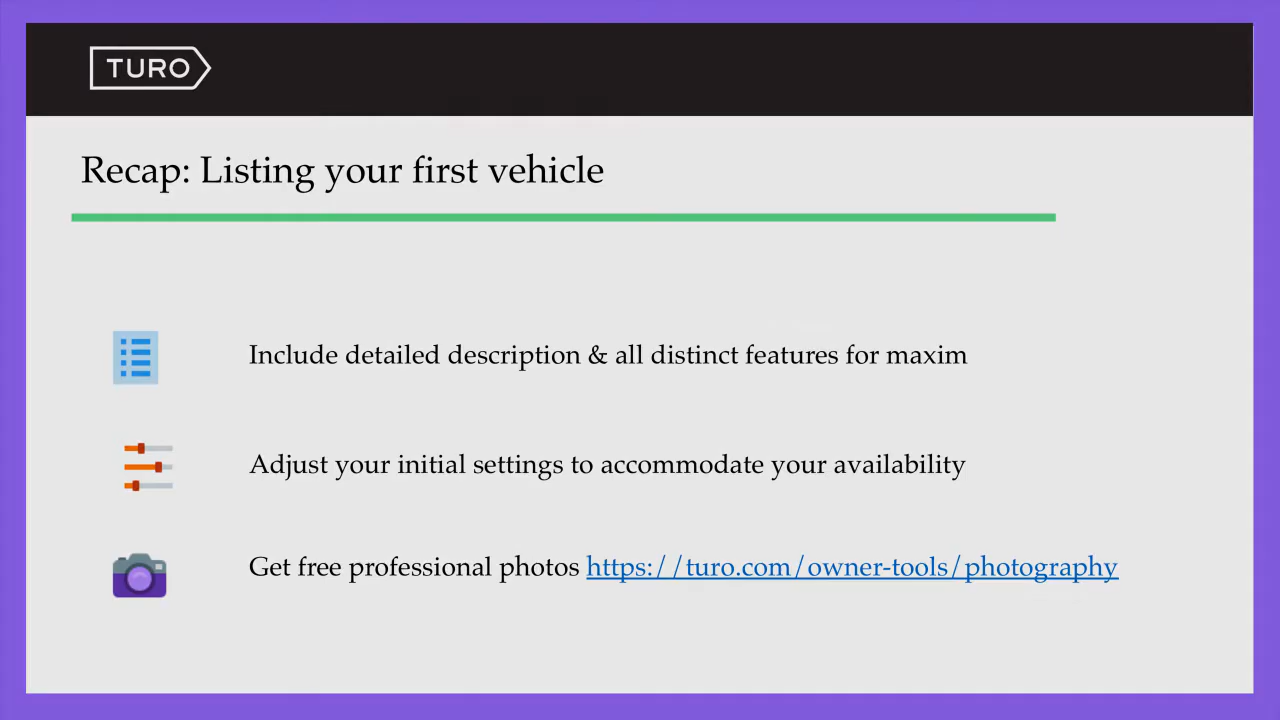 TURO
Recap: Listing your first vehicle
Include detailed description & all distinct features for maxim
Adjust your initial settings to accommodate your availability
Get free professional photos https://turo.com/owner-tools/photography